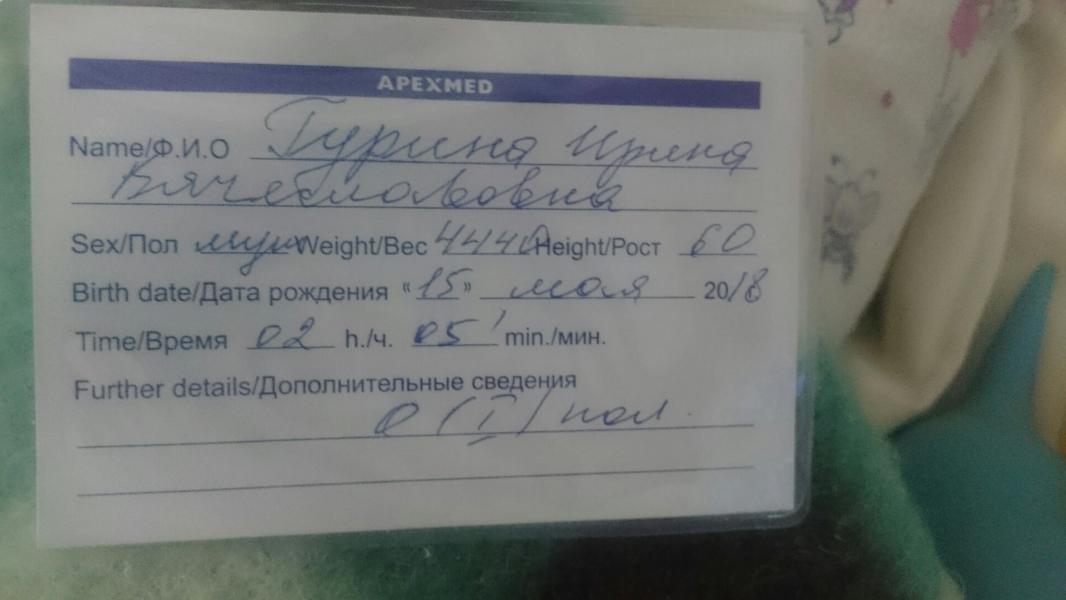 APEXMED
Name/Ф.И.О Гурина Ирина
Вячеславовна
Sex/Пол муж Weight/Вес 4440 Height/Рост 60
Birth date/Дата рождения «15» мая 2018
Time/Время 02 h./ч. 05' min./мин.
Further details/Дополнительные сведения
0 (I) пол.